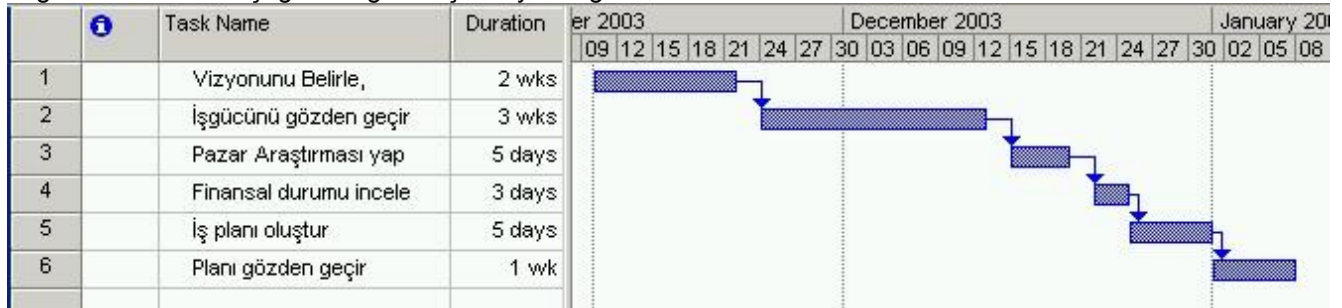 Task Name Duration er 2003 December 2003 January 20
09 12 15 18 21 24 27 30 03 06 09 12 15 18 21 24 27 30 02 05 08
1 Vizyonunu Belirle, 2 wks
2 İşgücünü gözden geçir 3 wks
3 Pazar Araştırması yap 5 days
4 Finansal durumu incele 3 days
5 İş planı oluştur 5 days
6 Planı gözden geçir 1 wk